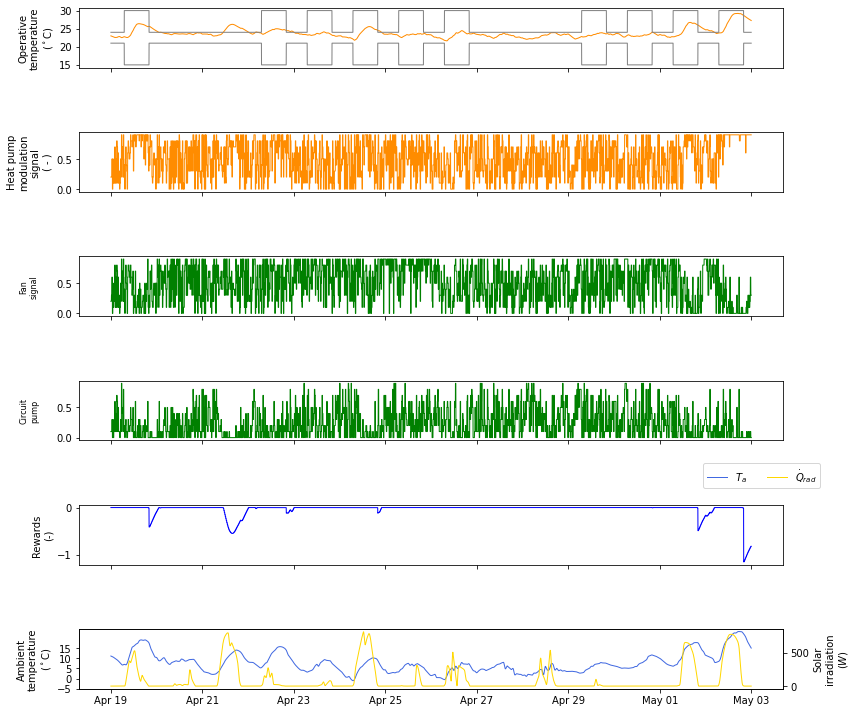 Operative
temperature
(°C)
30
25
20
15
Heat pump
modulation
signal
( - )
0.5
0.0
Fan
signal
0.5
0.0
Circuit
pump
0.5
0.0
T_a
Q̇_rad
Rewards
(-)
0
−1
Ambient
temperature
(°C)
15
10
5
0
−5
500
0
Solar
irradiation
(W)
Apr 19 Apr 21 Apr 23 Apr 25 Apr 27 Apr 29 May 01 May 03